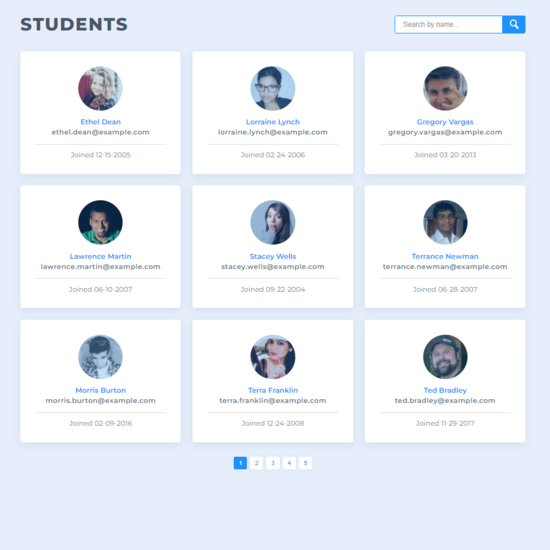 STUDENTS
Search by name...
Ethel Dean
ethel.dean@example.com
Joined 12-15-2005
Lorraine Lynch
lorraine.lynch@example.com
Joined 02-24-2006
Gregory Vargas
gregory.vargas@example.com
Joined 03-20-2013
Lawrence Martin
lawrence.martin@example.com
Joined 06-10-2007
Stacey Wells
stacey.wells@example.com
Joined 09-22-2004
Terrance Newman
terrance.newman@example.com
Joined 06-28-2007
Morris Burton
morris.burton@example.com
Joined 02-09-2016
Terra Franklin
terra.franklin@example.com
Joined 12-24-2008
Ted Bradley
ted.bradley@example.com
Joined 11-29-2017
1 2 3 4 5